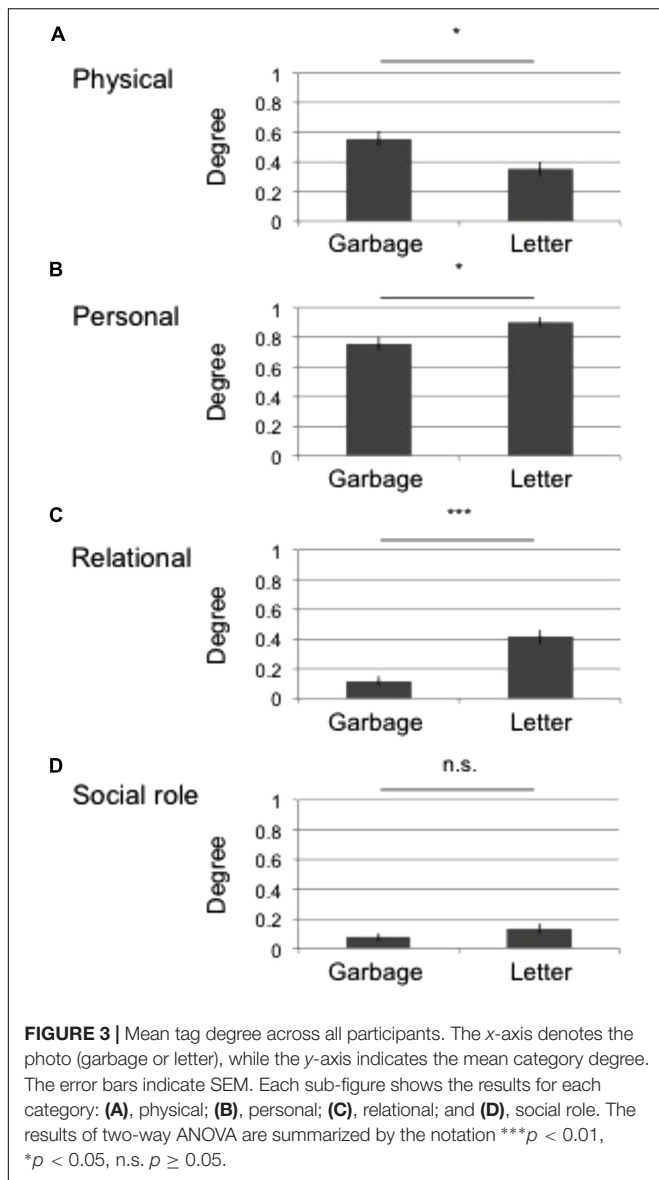 A
*
Physical
Degree
1
0.8
0.6
0.4
0.2
0
Garbage Letter
B
*
Personal
Degree
1
0.8
0.6
0.4
0.2
0
Garbage Letter
C
***
Relational
Degree
1
0.8
0.6
0.4
0.2
0
Garbage Letter
D
n.s.
Social role
Degree
1
0.8
0.6
0.4
0.2
0
Garbage Letter
FIGURE 3 | Mean tag degree across all participants. The x-axis denotes the
photo (garbage or letter), while the y-axis indicates the mean category degree.
The error bars indicate SEM. Each sub-figure shows the results for each
category: (A), physical; (B), personal; (C), relational; and (D), social role. The
results of two-way ANOVA are summarized by the notation ***p < 0.01,
*p < 0.05, n.s. p ≥ 0.05.